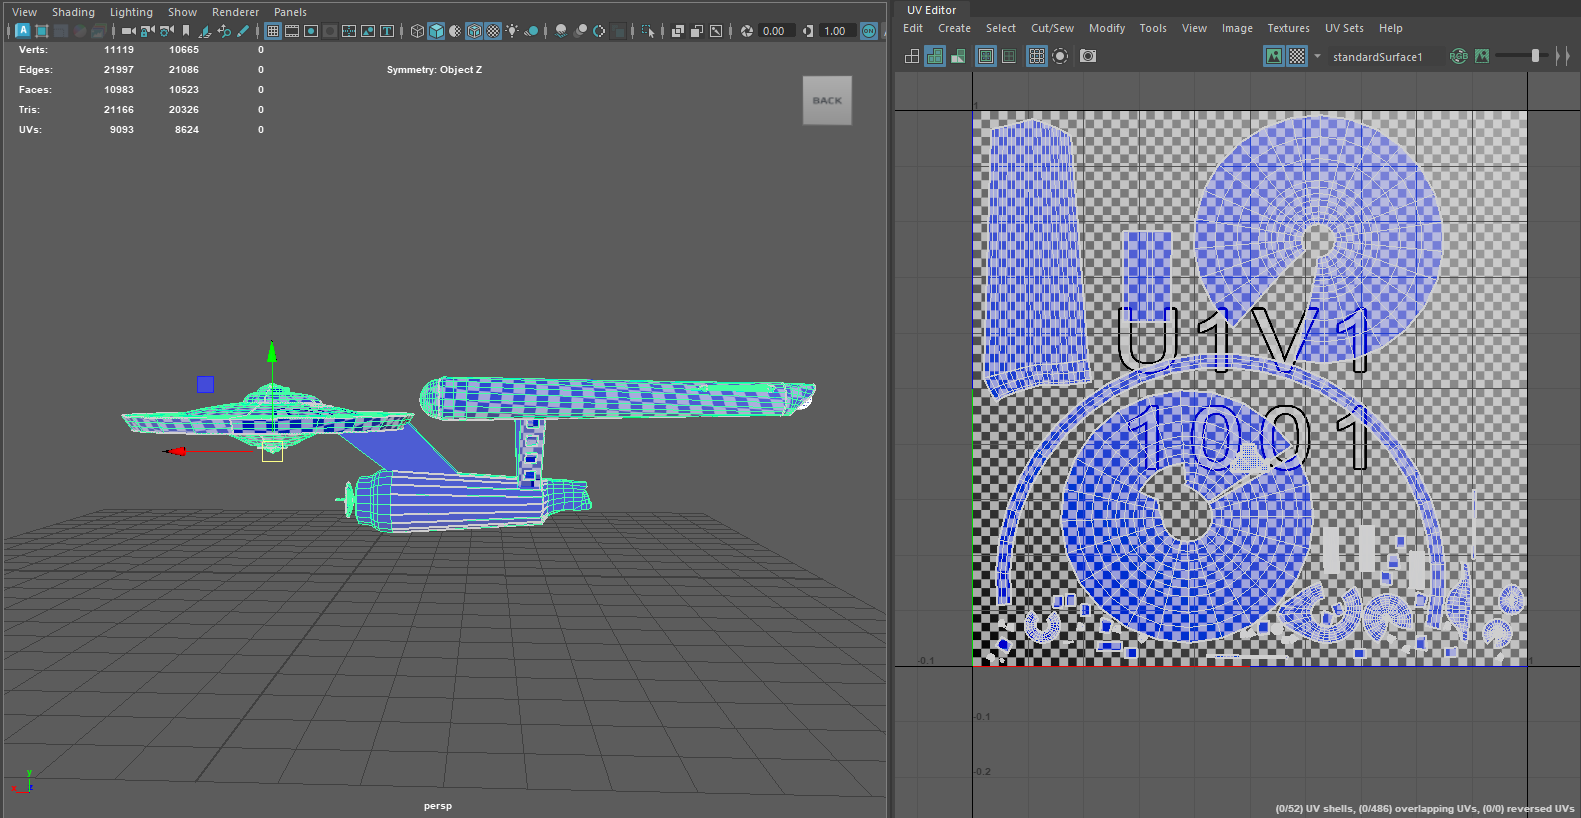 View Shading Lighting Show Renderer Panels
0.00 1.00
Verts: 11119 10665 0
Edges: 21997 21086 0
Faces: 10983 10523 0
Tris: 21166 20326 0
UVs: 9093 8624 0
Symmetry: Object Z
BACK
persp
y
x
z
UV Editor
Edit Create Select Cut/Sew Modify Tools View Image Textures UV Sets Help
standardSurface1
RGB
1
U1V1
1001
-0.1
1
-0.1
-0.2
(0/52) UV shells, (0/486) overlapping UVs, (0/0) reversed UVs